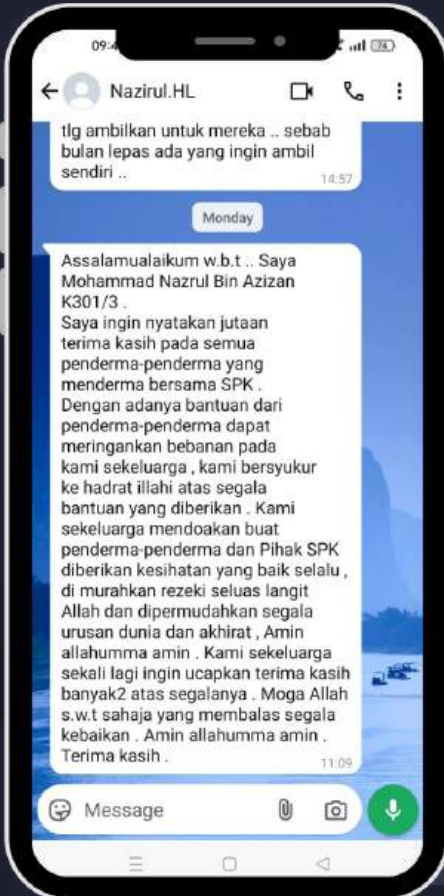 09:4
74
Nazirul.HL
tlg ambilkan untuk mereka .. sebab
bulan lepas ada yang ingin ambil
sendiri ..
14:57
Monday
Assalamualaikum w.b.t .. Saya
Mohammad Nazrul Bin Azizan
K301/3 .
Saya ingin nyatakan jutaan
terima kasih pada semua
penderma-penderma yang
menderma bersama SPK .
Dengan adanya bantuan dari
penderma-penderma dapat
meringankan bebanan pada
kami sekeluarga , kami bersyukur
ke hadrat illahi atas segala
bantuan yang diberikan . Kami
sekeluarga mendoakan buat
penderma-penderma dan Pihak SPK
diberikan kesihatan yang baik selalu ,
di murahkan rezeki seluas langit
Allah dan dipermudahkan segala
urusan dunia dan akhirat , Amin
allahumma amin . Kami sekeluarga
sekali lagi ingin ucapkan terima kasih
banyak2 atas segalanya . Moga Allah
s.w.t sahaja yang membalas segala
kebaikan . Amin allahumma amin .
Terima kasih .
11:09
Message